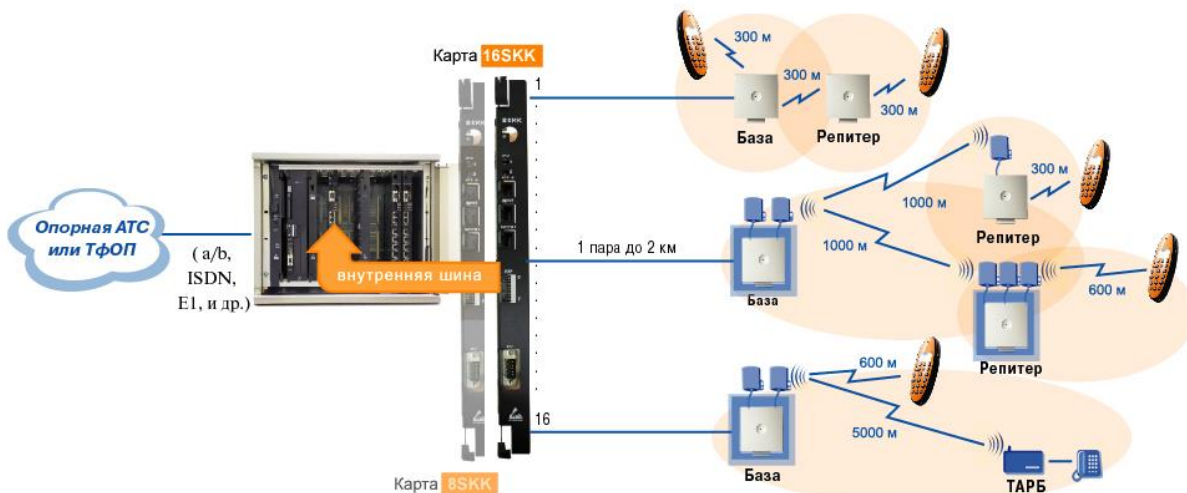 Карта 16SKK
1
300 м
300 м
300 м
База
Репитер
Опорная АТС
или ТфОП
( a/b,
ISDN,
E1, и др.)
внутренняя шина
8SKK
1 пара до 2 км
База
1000 м
1000 м
300 м
Репитер
600 м
Репитер
16
База
600 м
5000 м
ТАРБ
Карта 8SKK